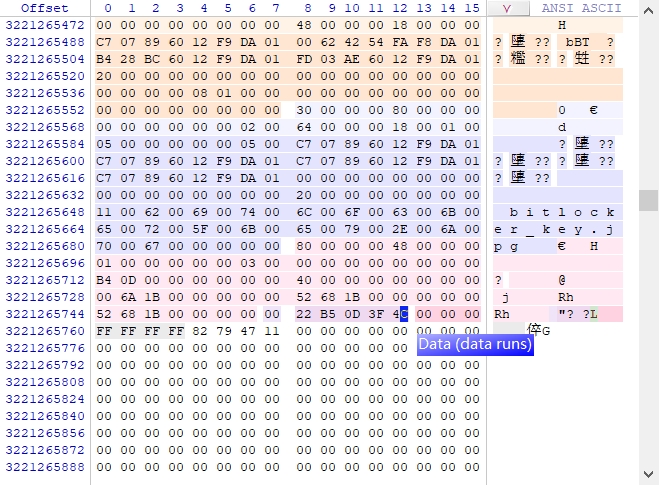 Offset 0 1 2 3 4 5 6 7 8 9 10 11 12 13 14 15 ANSI ASCII
3221265472 00 00 00 00 00 00 00 00 48 00 00 00 18 00 00 00 H
3221265488 C7 07 89 60 12 F9 DA 01 00 62 42 54 FA F8 DA 01 ? 墮 ?? bBT ? ??
3221265504 B4 28 BC 60 12 F9 DA 01 FD 03 AE 60 12 F9 DA 01 ? 糮 ?? ? 甡 ??
3221265520 20 00 00 00 00 00 00 00 00 00 00 00 00 00 00 00
3221265536 00 00 00 00 08 01 00 00 00 00 00 00 00 00 00 00
3221265552 00 00 00 00 00 00 00 00 30 00 00 00 80 00 00 00 0 €
3221265568 00 00 00 00 00 00 02 00 64 00 00 00 18 00 01 00 d
3221265584 05 00 00 00 00 00 05 00 C7 07 89 60 12 F9 DA 01 ? 墮 ??
3221265600 C7 07 89 60 12 F9 DA 01 C7 07 89 60 12 F9 DA 01 ? 墮 ?? ? 墮 ??
3221265616 C7 07 89 60 12 F9 DA 01 00 00 00 00 00 00 00 00 ? 墮 ??
3221265632 00 00 00 00 00 00 00 00 20 00 00 00 00 00 00 00
3221265648 11 00 62 00 69 00 74 00 6C 00 6F 00 63 00 6B 00 b i t l o c k
3221265664 65 00 72 00 5F 00 6B 00 65 00 79 00 2E 00 6A 00 e r _ k e y . j
3221265680 70 00 67 00 00 00 00 00 80 00 00 00 48 00 00 00 p g € H
3221265696 01 00 00 00 00 00 03 00 00 00 00 00 00 00 00 00
3221265712 B4 0D 00 00 00 00 00 00 40 00 00 00 00 00 00 00 ? @
3221265728 00 6A 1B 00 00 00 00 00 52 68 1B 00 00 00 00 00 j Rh
3221265744 52 68 1B 00 00 00 00 00 22 B5 0D 3F 4C 00 00 00 Rh "? ?L
3221265760 FF FF FF FF 82 79 47 11 00 00 00 00 00 00 00 00 G
Data (data runs)
3221265776 00 00 00 00 00 00 00 00 00 00 00 00 00 00 00 00
3221265792 00 00 00 00 00 00 00 00 00 00 00 00 00 00 00 00
3221265808 00 00 00 00 00 00 00 00 00 00 00 00 00 00 00 00
3221265824 00 00 00 00 00 00 00 00 00 00 00 00 00 00 00 00
3221265840 00 00 00 00 00 00 00 00 00 00 00 00 00 00 00 00
3221265856 00 00 00 00 00 00 00 00 00 00 00 00 00 00 00 00
3221265872 00 00 00 00 00 00 00 00 00 00 00 00 00 00 00 00
3221265888 00 00 00 00 00 00 00 00 00 00 00 00 00 00 00 00